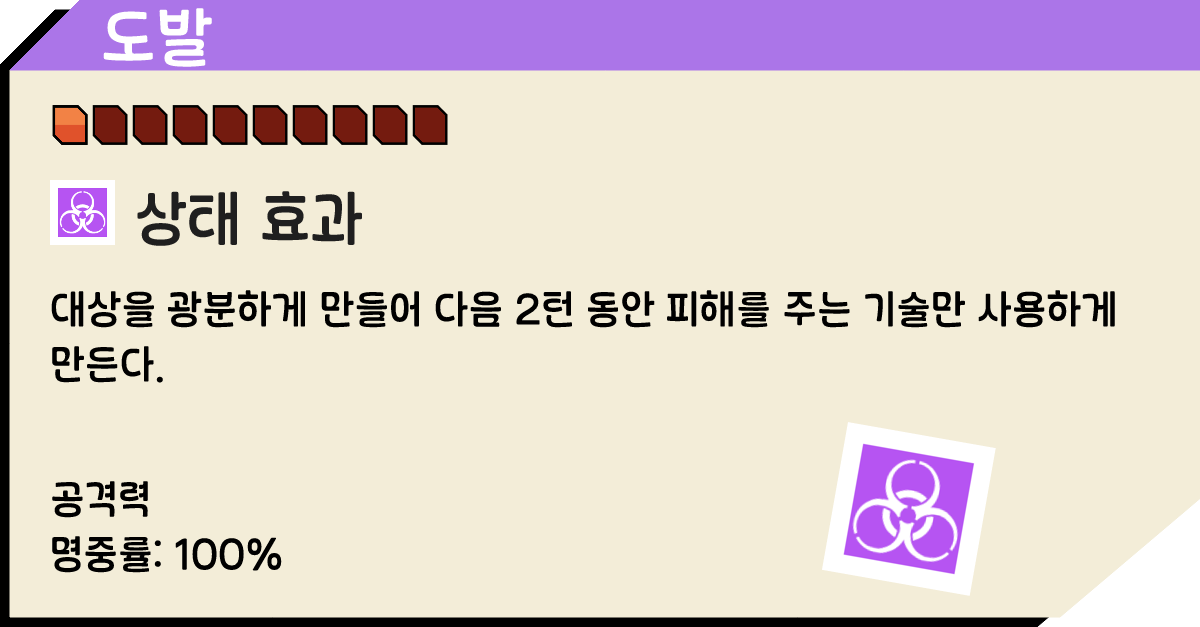 도발
상태 효과
대상을 광분하게 만들어 다음 2턴 동안 피해를 주는 기술만 사용하게
만든다.
공격력
명중률: 100%